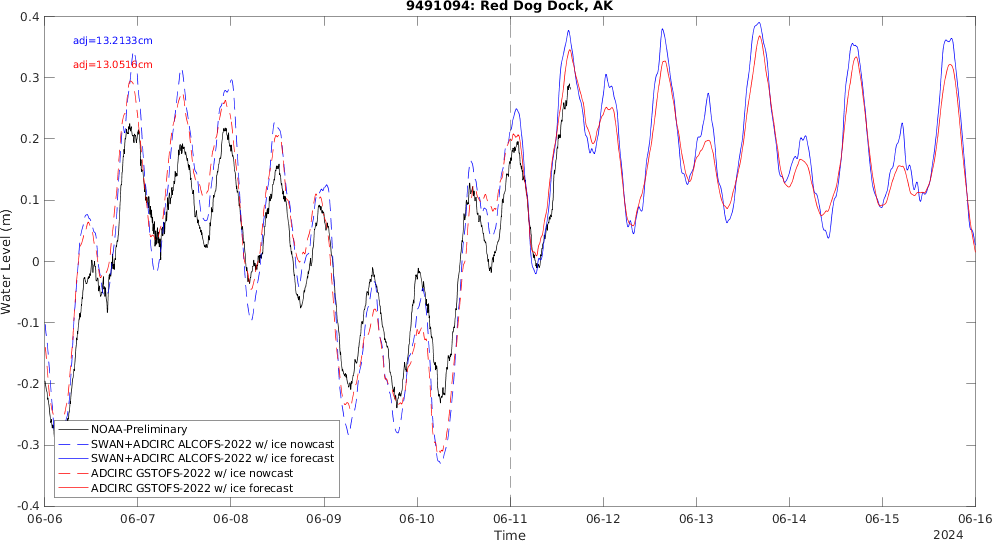 9491094: Red Dog Dock, AK
adj=13.2133cm
adj=13.0516cm
Water Level (m)
0.4
0.3
0.2
0.1
0
-0.1
-0.2
-0.3
-0.4
NOAA-Preliminary
SWAN+ADCIRC ALCOFS-2022 w/ ice nowcast
SWAN+ADCIRC ALCOFS-2022 w/ ice forecast
ADCIRC GSTOFS-2022 w/ ice nowcast
ADCIRC GSTOFS-2022 w/ ice forecast
06-06 06-07 06-08 06-09 06-10 06-11 06-12 06-13 06-14 06-15 06-16
Time
2024